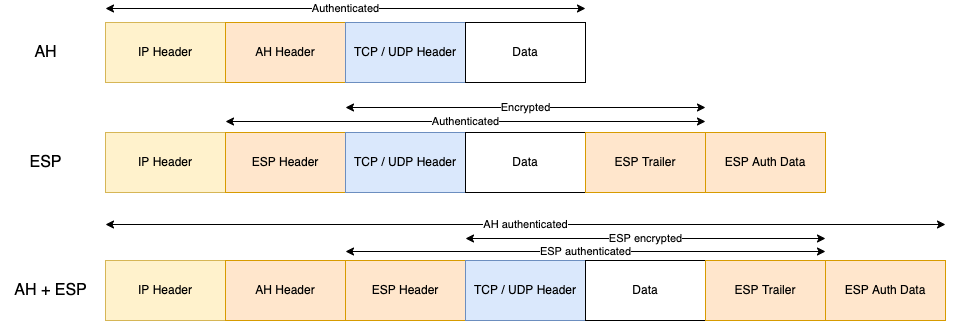 Authenticated
AH
IP Header
AH Header
TCP / UDP Header
Data
Encrypted
Authenticated
ESP
IP Header
ESP Header
TCP / UDP Header
Data
ESP Trailer
ESP Auth Data
AH authenticated
ESP encrypted
ESP authenticated
AH + ESP
IP Header
AH Header
ESP Header
TCP / UDP Header
Data
ESP Trailer
ESP Auth Data